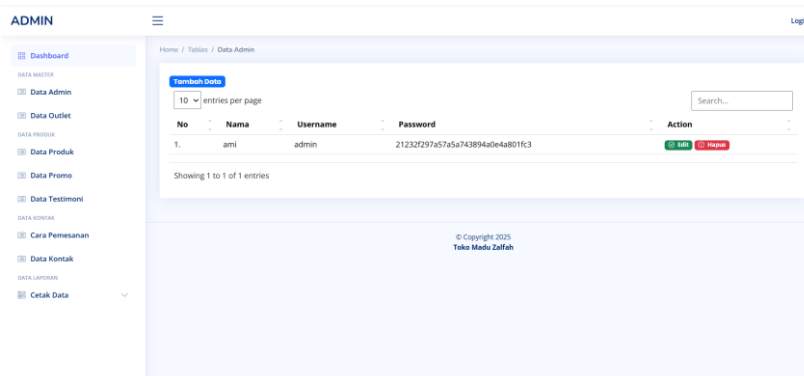 ADMIN
Logi
Dashboard
DATA MASTER
Data Admin
Data Outlet
DATA PRODUK
Data Produk
Data Promo
Data Testimoni
DATA KONTAK
Cara Pemesanan
Data Kontak
DATA LAPORAN
Cetak Data
Home / Tables / Data Admin
Tambah Data
10 entries per page
Search...
No Nama Username Password Action
1. ami admin 21232f297a57a5a743894a0e4a801fc3 Edit Hapus
Showing 1 to 1 of 1 entries
© Copyright 2025
Toko Madu Zalfah